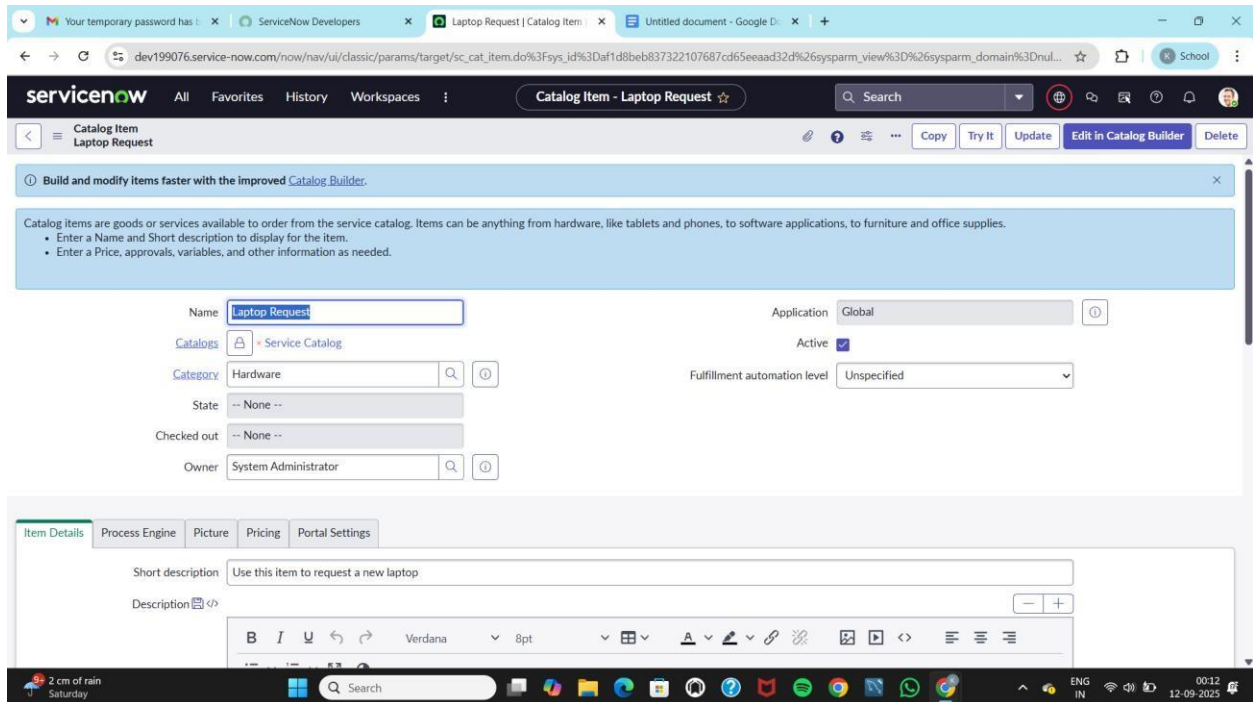 Your temporary password has b
ServiceNow Developers
Laptop Request | Catalog Item |
Untitled document - Google D
dev199076.service-now.com/now/nav/ui/classic/params/target/sc_cat_item.do%3Fsys_id%3Daf1d8beb837322107687cd65eeaad32d%26sysparm_view%3D%26sysparm_domain%3Dnul...
K School
servicenow All Favorites History Workspaces
Catalog Item - Laptop Request
Search
Catalog Item
Laptop Request
Copy Try It Update Edit in Catalog Builder Delete
Build and modify items faster with the improved Catalog Builder.
Catalog items are goods or services available to order from the service catalog. Items can be anything from hardware, like tablets and phones, to software applications, to furniture and office supplies.
• Enter a Name and Short description to display for the item.
• Enter a Price, approvals, variables, and other information as needed.
Name Laptop Request
Application Global
Catalogs Service Catalog
Active
Category Hardware
Fulfillment automation level Unspecified
State -- None --
Checked out -- None --
Owner System Administrator
Item Details Process Engine Picture Pricing Portal Settings
Short description Use this item to request a new laptop
Description
B I U Verdana 8pt A
9+ 2 cm of rain
Saturday
Search
ENG
IN
00:12
12-09-2025